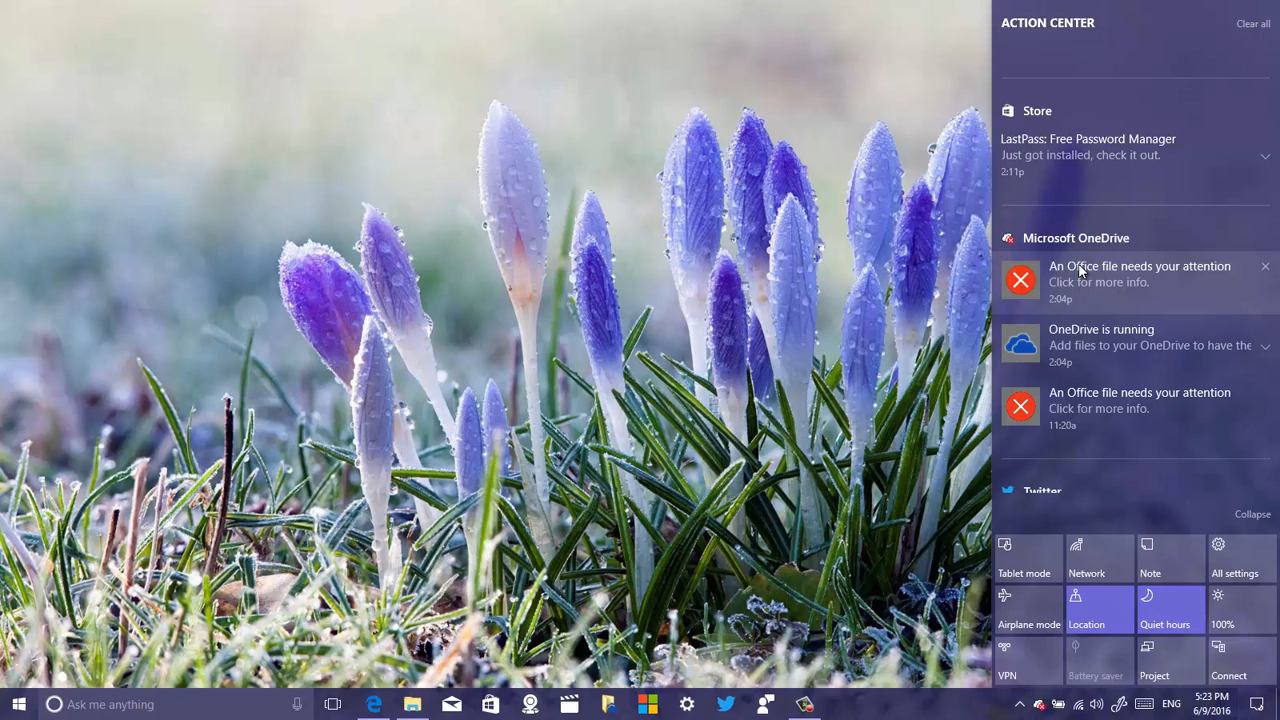 ACTION CENTER
Clear all
Store
LastPass: Free Password Manager
Just got installed, check it out.
2:11p
Microsoft OneDrive
An Office file needs your attention
Click for more info.
2:04p
OneDrive is running
Add files to your OneDrive to have the
2:04p
An Office file needs your attention
Click for more info.
11:20a
Twitter
Collapse
Tablet mode
Network
Note
All settings
Airplane mode
Location
Quiet hours
100%
VPN
Battery saver
Project
Connect
Ask me anything
ENG
5:23 PM
6/9/2016